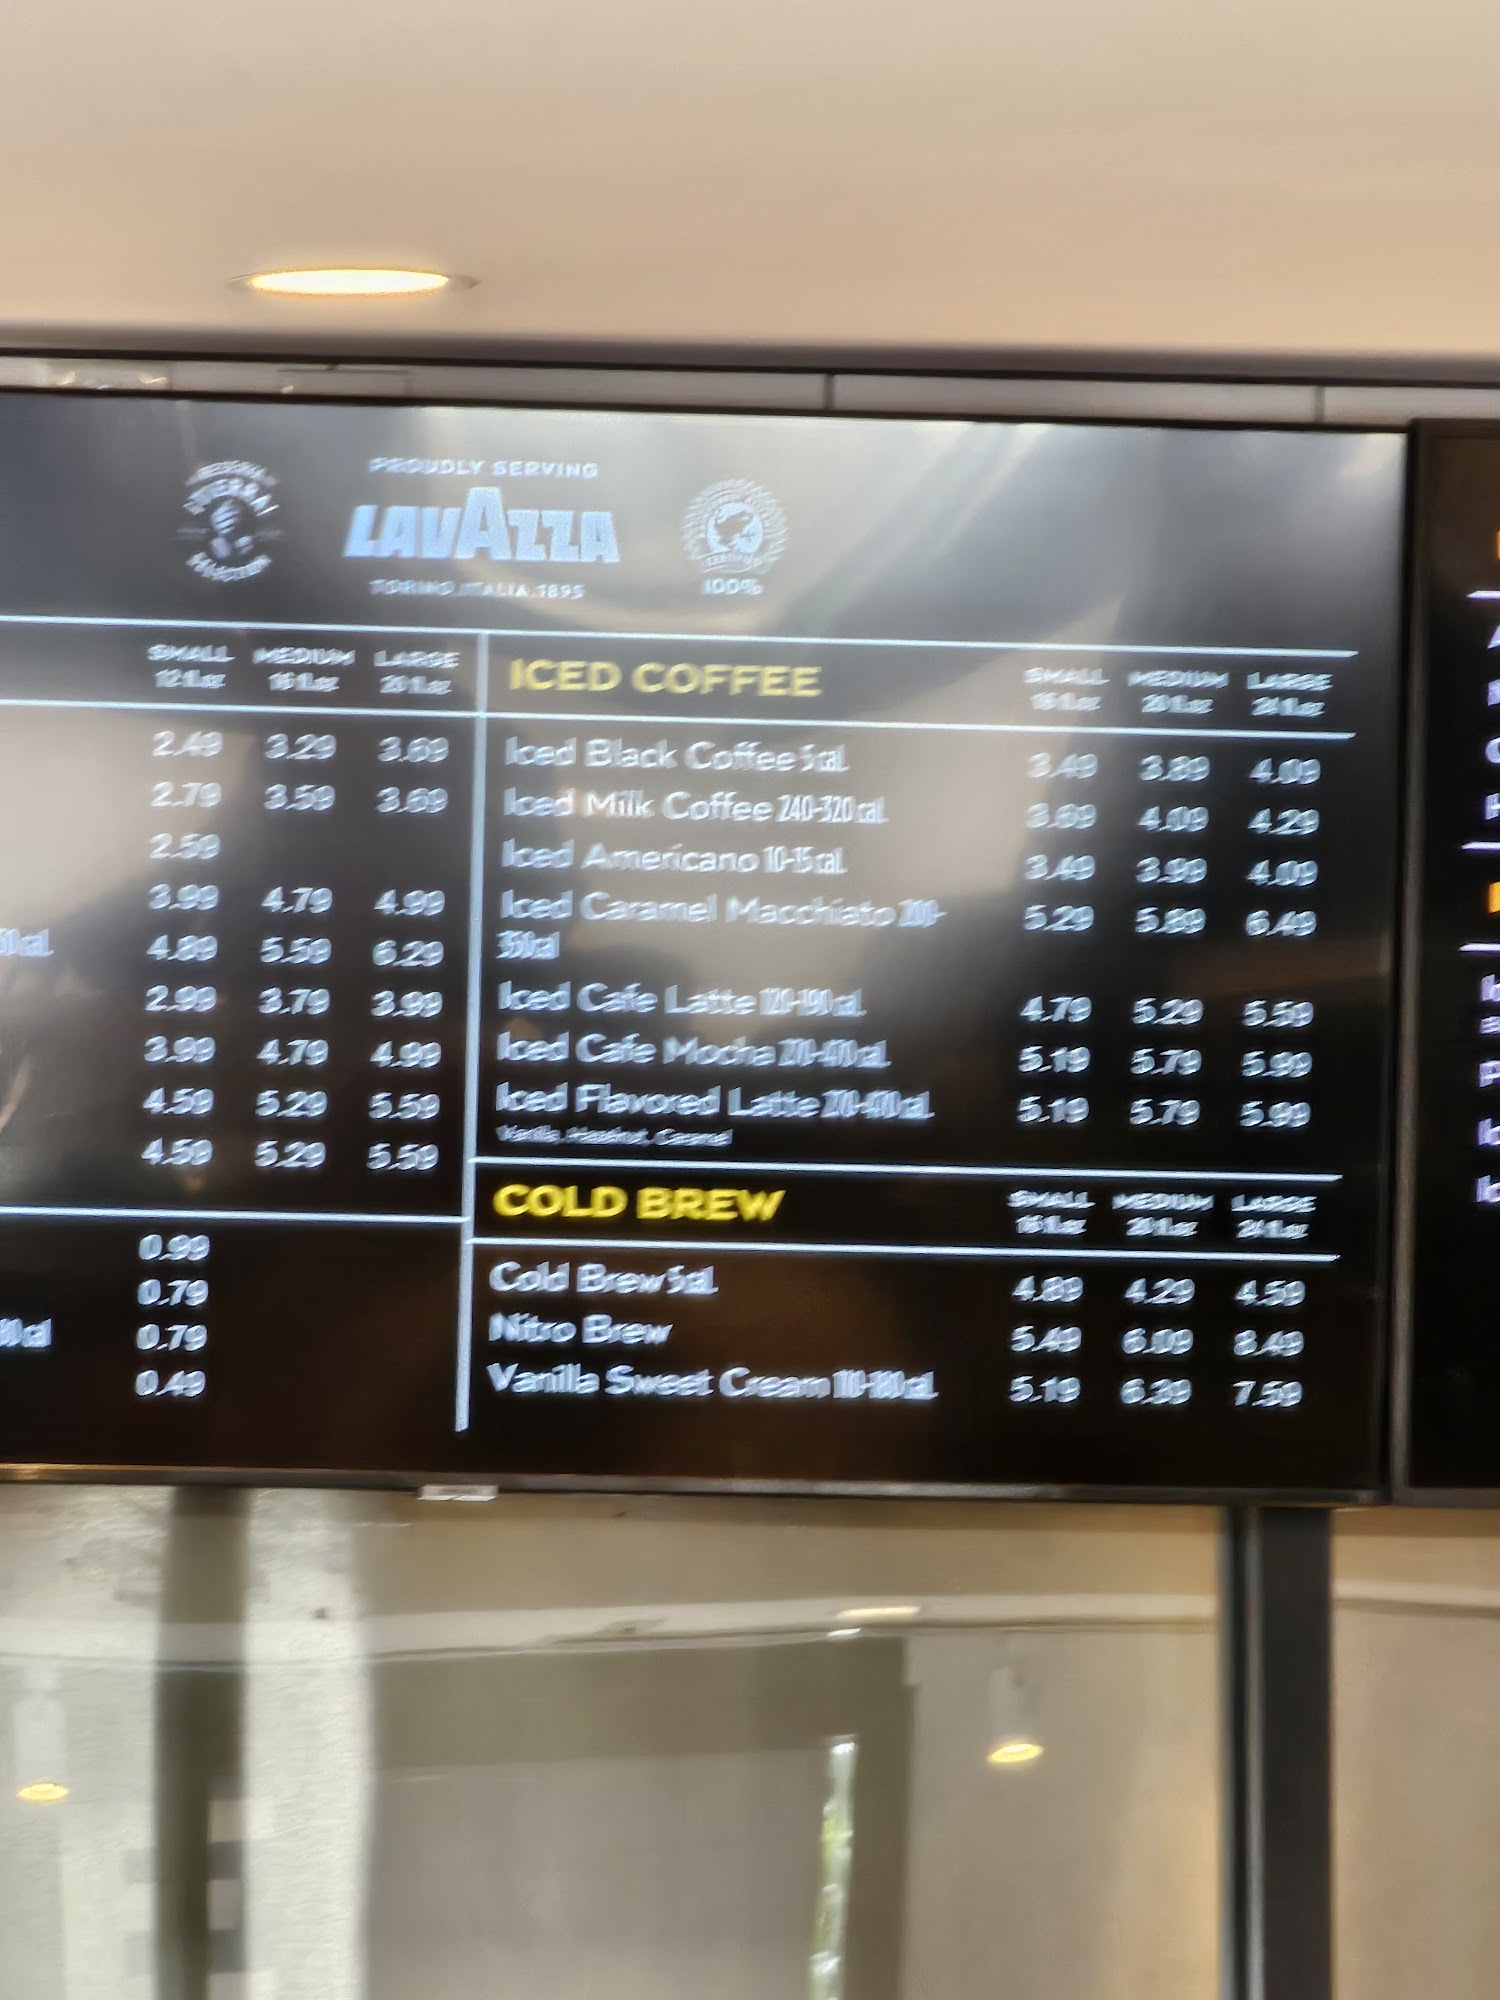 PROUDLY SERVING
LAVAZZA
TORINO, ITALIA, 1895
100%
SMALL MEDIUM LARGE
12 fl. oz 16 fl. oz 20 fl. oz
2.49 3.29 3.69
2.79 3.59 3.69
2.59
3.99 4.79 4.99
4.89 5.59 6.29
2.99 3.79 3.99
3.99 4.79 4.99
4.59 5.29 5.59
4.59 5.29 5.59
0.99
0.79
0.79
0.49
ICED COFFEE SMALL MEDIUM LARGE
16 fl. oz 20 fl. oz 24 fl. oz
Iced Black Coffee 5 cal. 3.49 3.89 4.09
Iced Milk Coffee 240-320 cal. 3.69 4.09 4.29
Iced Americano 10-15 cal. 3.49 3.99 4.09
Iced Caramel Macchiato 200- 5.29 5.89 6.49
350 cal
Iced Cafe Latte 120-190 cal. 4.79 5.29 5.59
Iced Cafe Mocha 5.19 5.79 5.99
Iced Flavored Latte 5.19 5.79 5.99
Vanilla, Hazelnut, Caramel
COLD BREW SMALL MEDIUM LARGE
16 fl. oz 20 fl. oz 24 fl. oz
Cold Brew 5 cal. 4.89 4.29 4.59
Nitro Brew 5.49 6.09 8.49
Vanilla Sweet Cream 5.19 6.39 7.59